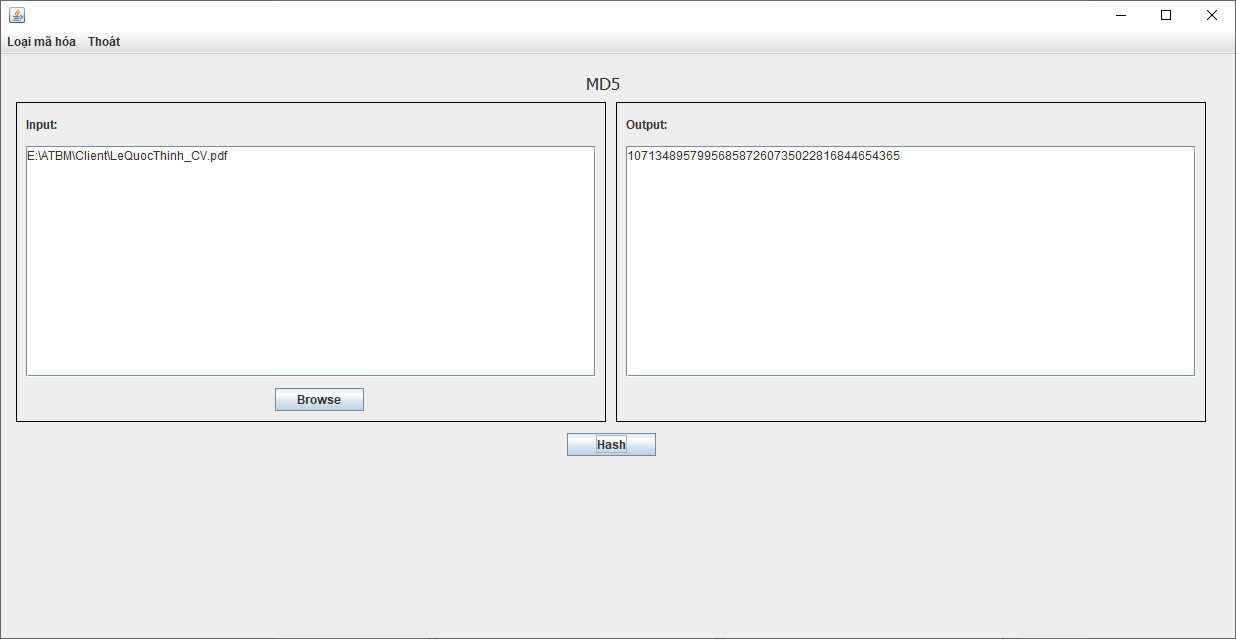 Loại mã hóa Thoát
MD5
Input:
E:\ATBM\Client\LeQuocThinh_CV.pdf
Browse
Output:
107134895799568587260735022816844654365
Hash